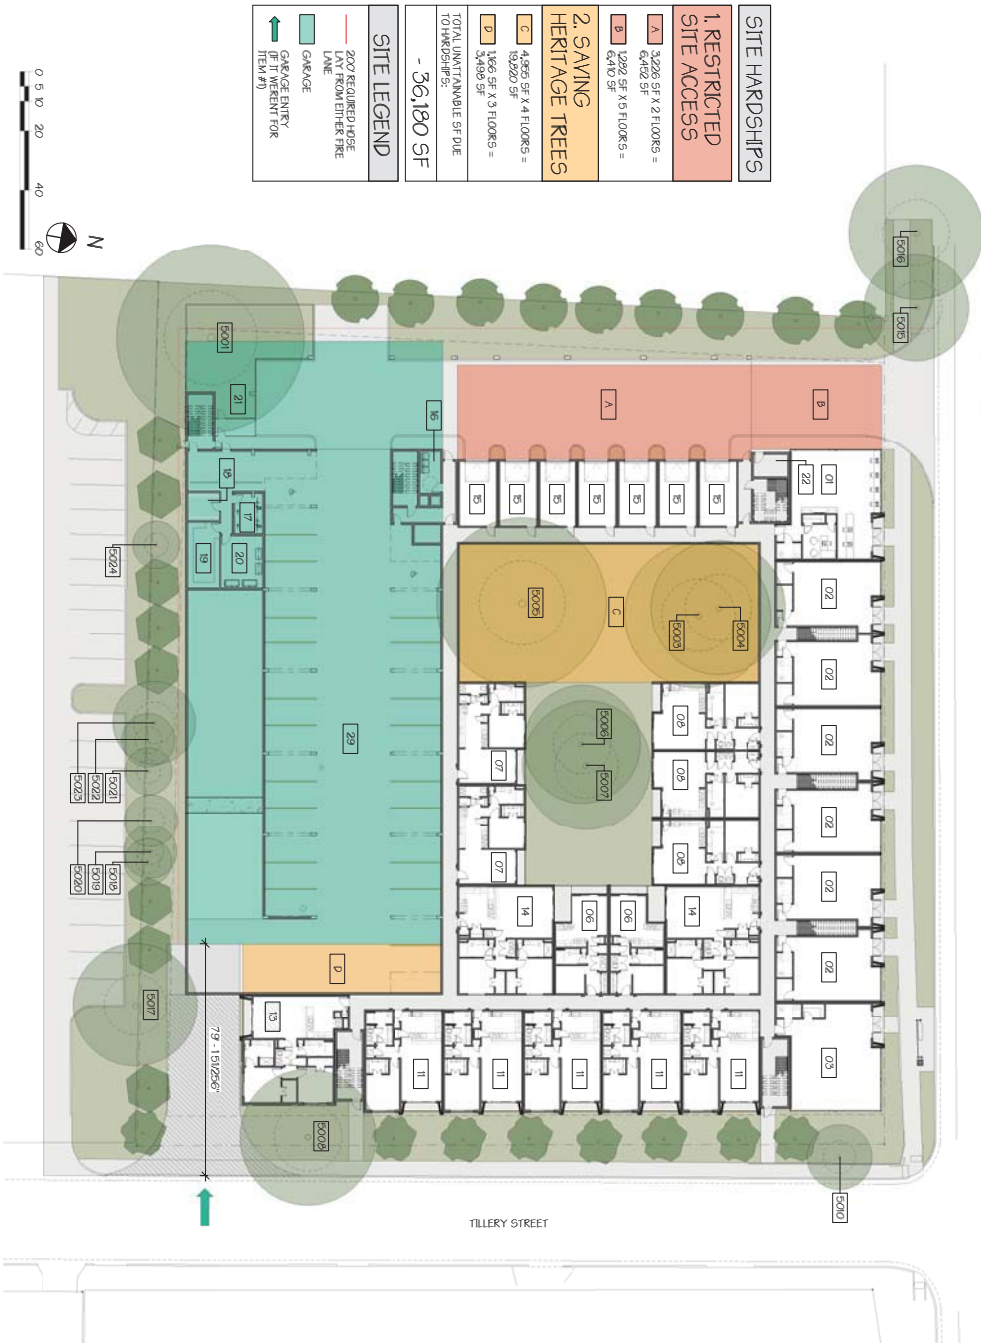 SITE HARDSHIPS
1. RESTRICTED
SITE ACCESS
A
3,226 SF X 2 FLOORS =
6,452 SF
B
1,282 SF X 5 FLOORS =
6,410 SF
2. SAVING
HERITAGE TREES
C
4,955 SF X 4 FLOORS =
19,820 SF
D
1,166 SF X 3 FLOORS =
3,498 SF
TOTAL UNATTAINABLE SF DUE
TO HARDSHIPS:
- 36,180 SF
SITE LEGEND
200' REQUIRED HOSE
LAY FROM EITHER FIRE
LANE
GARAGE
GARAGE ENTRY
(IF IT WEREN'T FOR
ITEM #1)
0 5 10 20 40 60
N
5016
5015
5001
21
16
A
B
18
17
19
20
15
15
15
15
15
15
15
22
01
5024
5005
C
5003
5004
02
02
02
02
02
02
03
29
5006
5007
08
08
08
07
07
5023
5022
5021
5020
5019
5018
14
06
06
14
D
5017
13
11
11
11
11
11
79' - 1 51/256"
5008
5010
TILLERY STREET